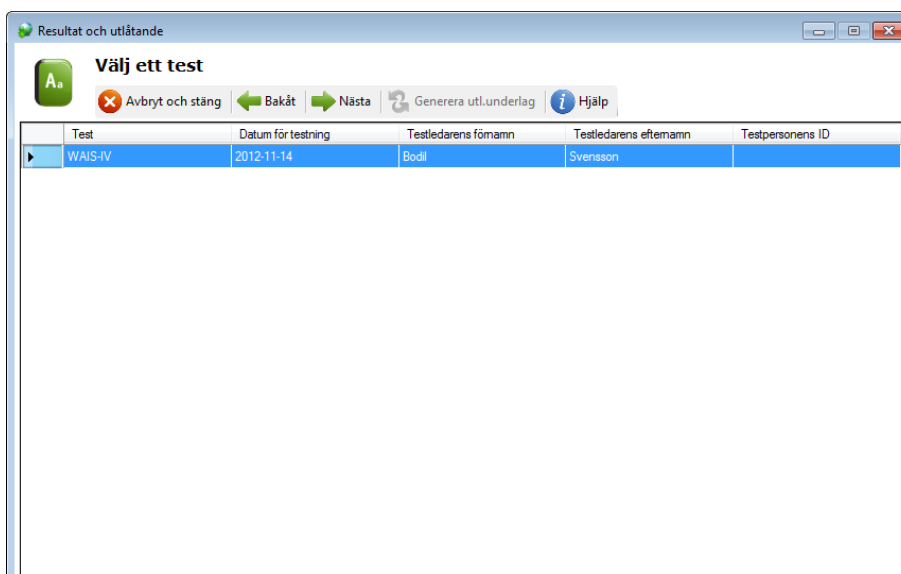 Resultat och utlåtande
Aa
Välj ett test
Avbryt och stäng Bakåt Nästa Generera utl.underlag i Hjälp
Test Datum för testning Testledarens förnamn Testledarens efternamn Testpersonens ID
WAIS-IV 2012-11-14 Bodil Svensson